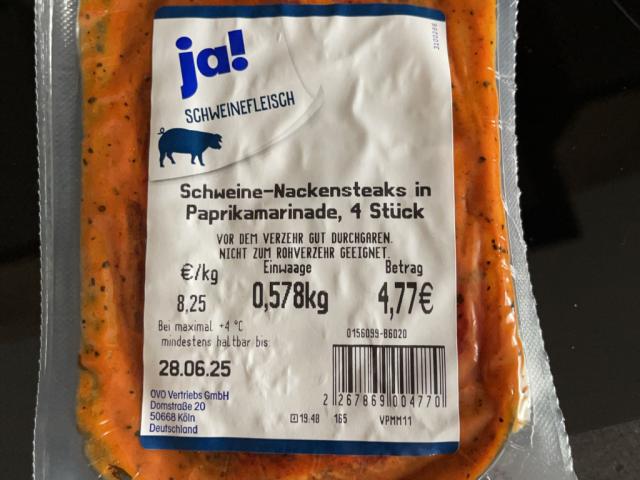 3100286
ja!
SCHWEINEFLEISCH
Schweine-Nackensteaks in
Paprikamarinade, 4 Stück
VOR DEM VERZEHR GUT DURCHGAREN.
NICHT ZUM ROHVERZEHR GEEIGNET.
€/kg Einwaage Betrag
8,25 0,578kg 4,77€
Bei maximal +4 °C
mindestens haltbar bis:
0156099-B6020
28.06.25
OVO Vertriebs GmbH
Domstraße 20
50668 Köln
Deutschland
2 267869 004770
19:48 165 VPMM11